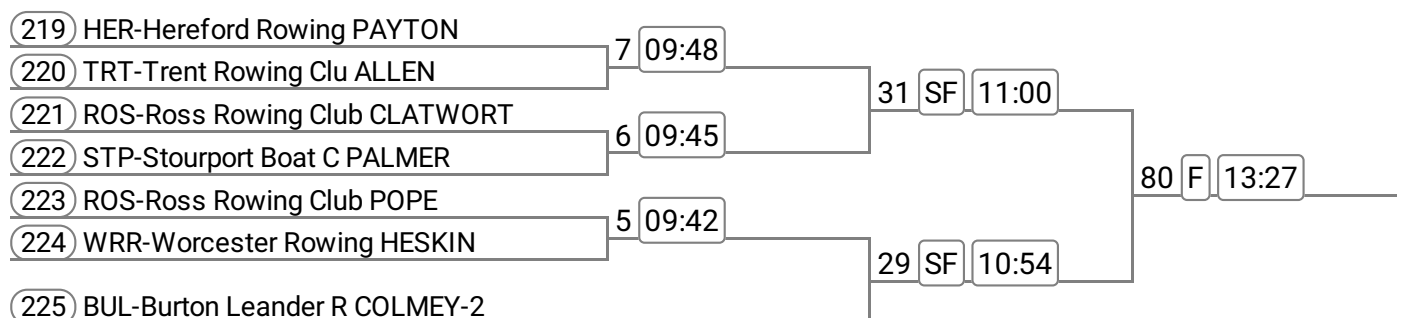 219 HER-Hereford Rowing PAYTON
7 09:48
220 TRT-Trent Rowing Clu ALLEN
31 SF 11:00
221 ROS-Ross Rowing Club CLATWORT
6 09:45
222 STP-Stourport Boat C PALMER
80 F 13:27
223 ROS-Ross Rowing Club POPE
5 09:42
224 WRR-Worcester Rowing HESKIN
29 SF 10:54
225 BUL-Burton Leander R COLMEY-2